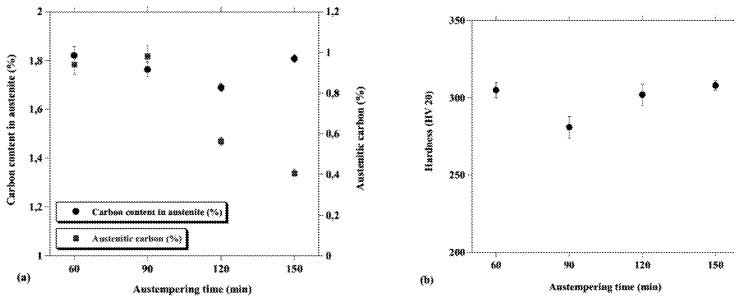 Carbon content in austenite (%)
2
1,8
1,6
1,4
1,2
1
1,2
1
0,8
0,6
0,4
0,2
0
Austenitic carbon (%)
Carbon content in austenite (%)
Austenitic carbon (%)
60 90 120 150
(a)
Austempering time (min)
Hardness (HV 20)
350
300
250
200
60 90 120 150
(b)
Austempering time (min)